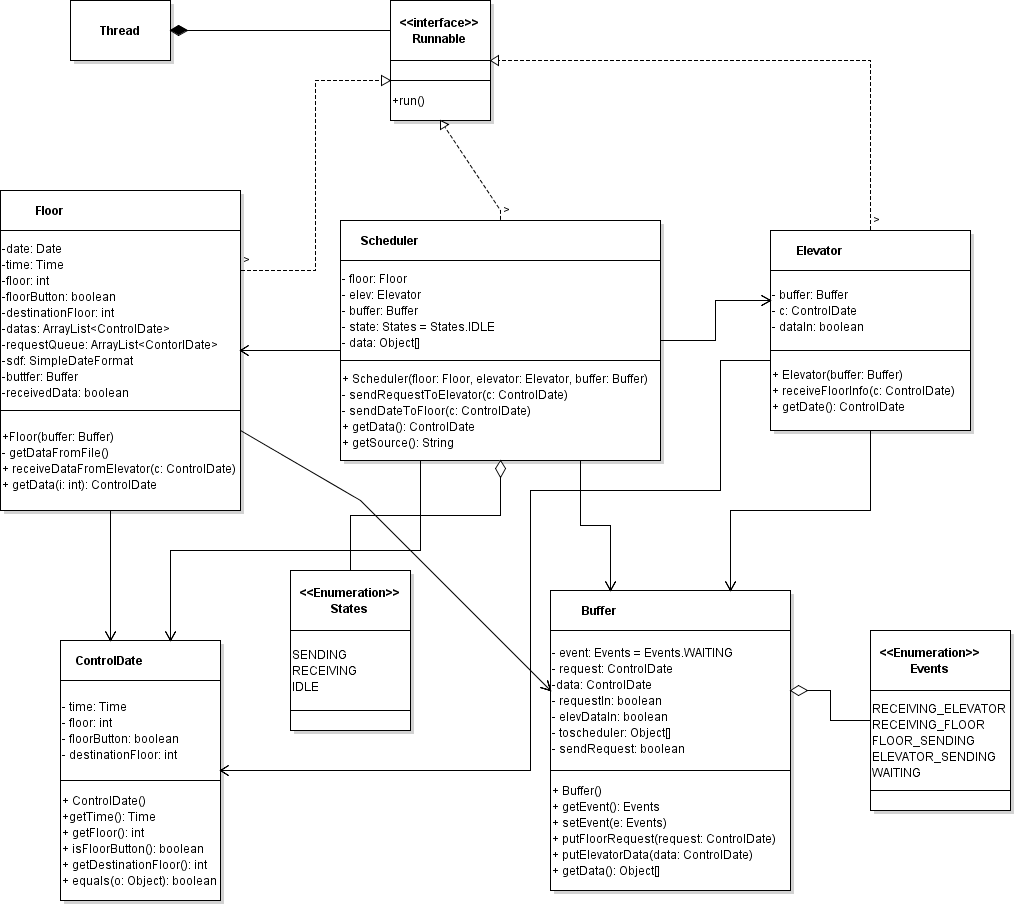 Thread
<<interface>>
Runnable
+run()
Floor
-date: Date
-time: Time
-floor: int
-floorButton: boolean
-destinationFloor: int
-datas: ArrayList<ControlDate>
-requestQueue: ArrayList<ContorlDate>
-sdf: SimpleDateFormat
-buttfer: Buffer
-receivedData: boolean
+Floor(buffer: Buffer)
- getDataFromFile()
+ receiveDataFromElevator(c: ControlDate)
+ getData(i: int): ControlDate
>
Scheduler
- floor: Floor
- elev: Elevator
- buffer: Buffer
- state: States = States.IDLE
- data: Object[]
+ Scheduler(floor: Floor, elevator: Elevator, buffer: Buffer)
- sendRequestToElevator(c: ControlDate)
- sendDateToFloor(c: ControlDate)
+ getData(): ControlDate
+ getSource(): String
>
Elevator
- buffer: Buffer
- c: ControlDate
- dataIn: boolean
+ Elevator(buffer: Buffer)
+ receiveFloorInfo(c: ControlDate)
+ getDate(): ControlDate
>
<<Enumeration>>
States
SENDING
RECEIVING
IDLE
ControlDate
- time: Time
- floor: int
- floorButton: boolean
- destinationFloor: int
+ ControlDate()
+getTime(): Time
+ getFloor(): int
+ isFloorButton(): boolean
+ getDestinationFloor(): int
+ equals(o: Object): boolean
Buffer
- event: Events = Events.WAITING
- request: ControlDate
-data: ControlDate
- requestIn: boolean
- elevDataIn: boolean
- toscheduler: Object[]
- sendRequest: boolean
+ Buffer()
+ getEvent(): Events
+ setEvent(e: Events)
+ putFloorRequest(request: ControlDate)
+ putElevatorData(data: ControlDate)
+ getData(): Object[]
<<Enumeration>>
Events
RECEIVING_ELEVATOR
RECEIVING_FLOOR
FLOOR_SENDING
ELEVATOR_SENDING
WAITING